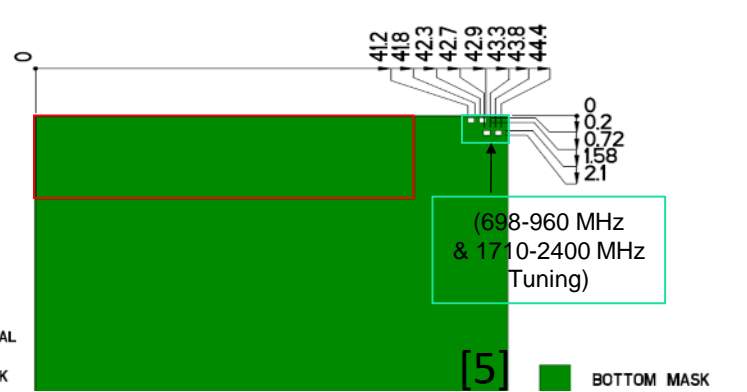 0
41.2
41.8
42.3
42.7
42.9
43.3
43.8
44.4
0
0.2
0.72
1.58
2.1
(698-960 MHz
& 1710-2400 MHz
Tuning)
AL
K
[5]
BOTTOM MASK